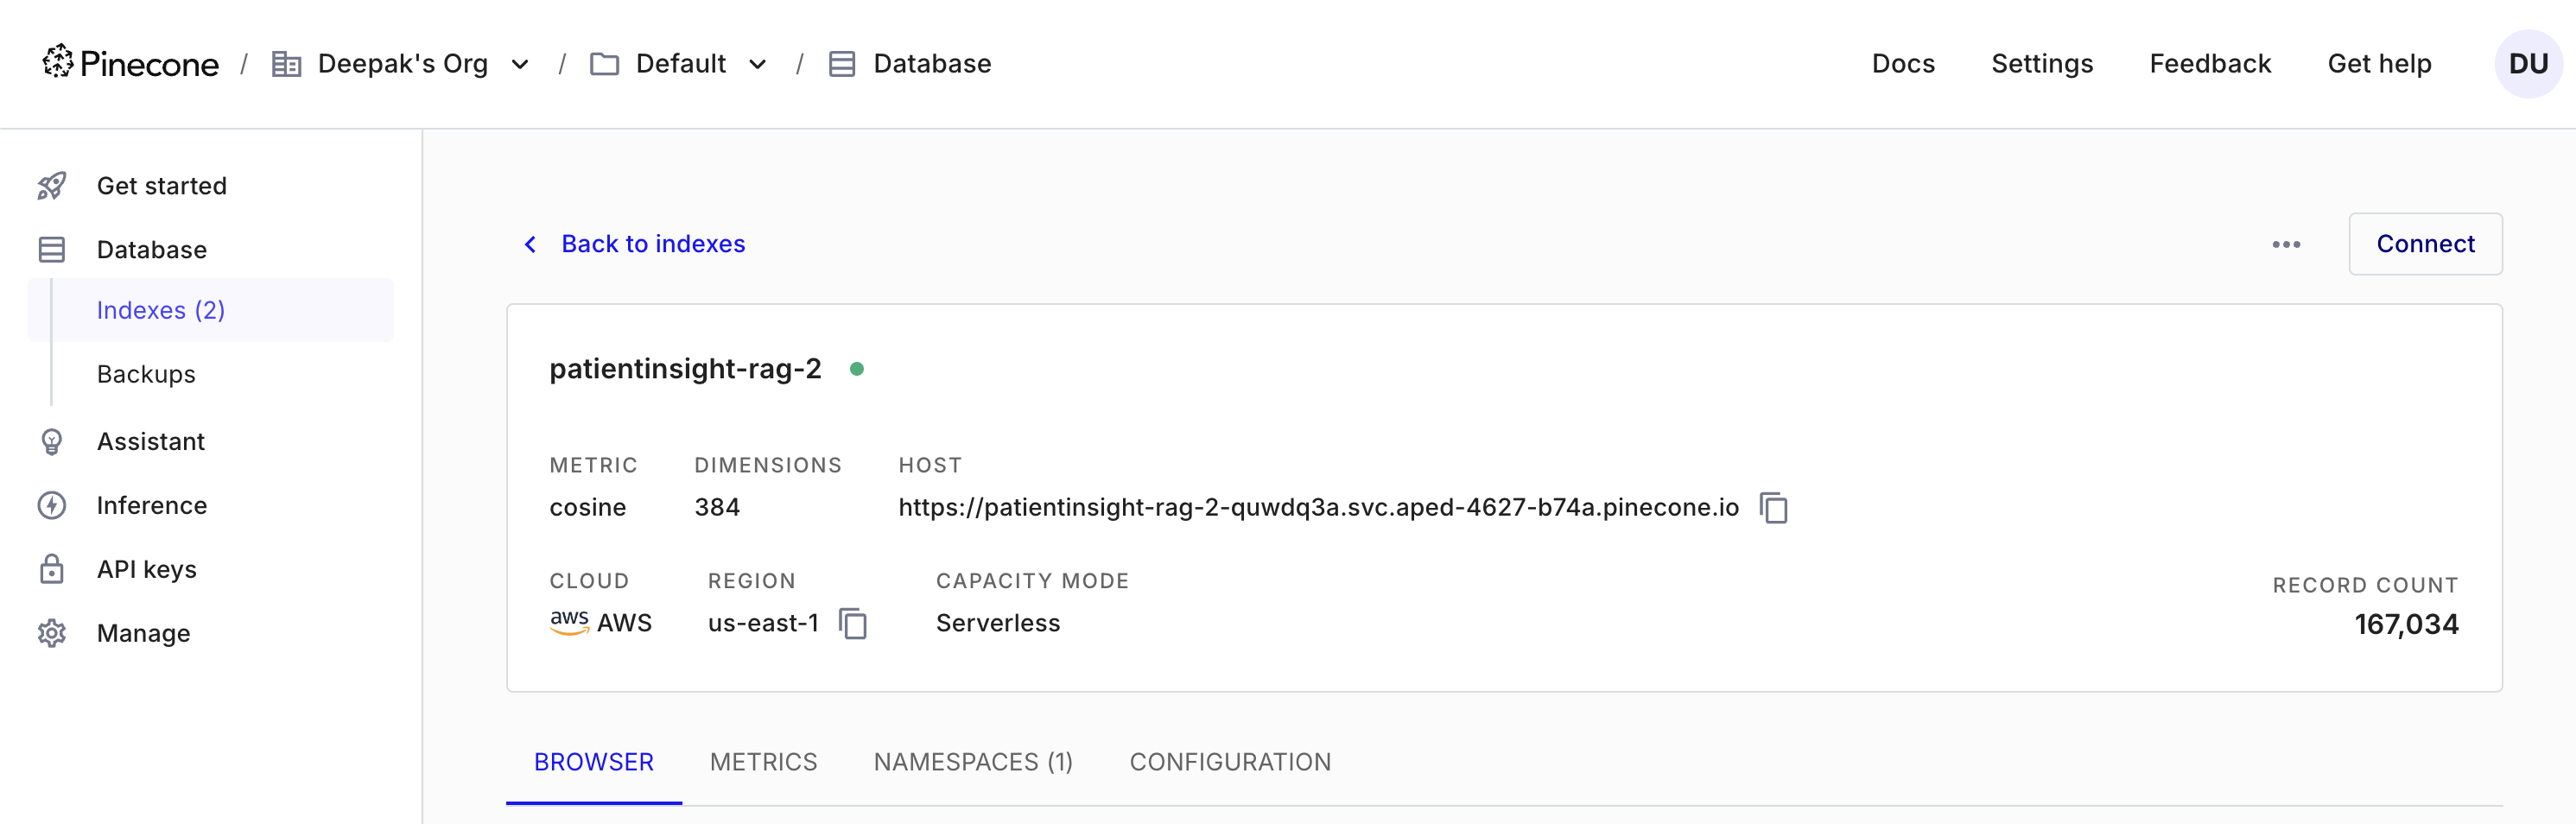 Pinecone / Deepak's Org / Default / Database
Docs Settings Feedback Get help DU
Get started
Database
Indexes (2)
Backups
Assistant
Inference
API keys
Manage
Back to indexes
... Connect
patientinsight-rag-2
METRIC DIMENSIONS HOST
cosine 384 https://patientinsight-rag-2-quwdq3a.svc.aped-4627-b74a.pinecone.io
CLOUD REGION CAPACITY MODE RECORD COUNT
aws AWS us-east-1 Serverless 167,034
BROWSER METRICS NAMESPACES (1) CONFIGURATION